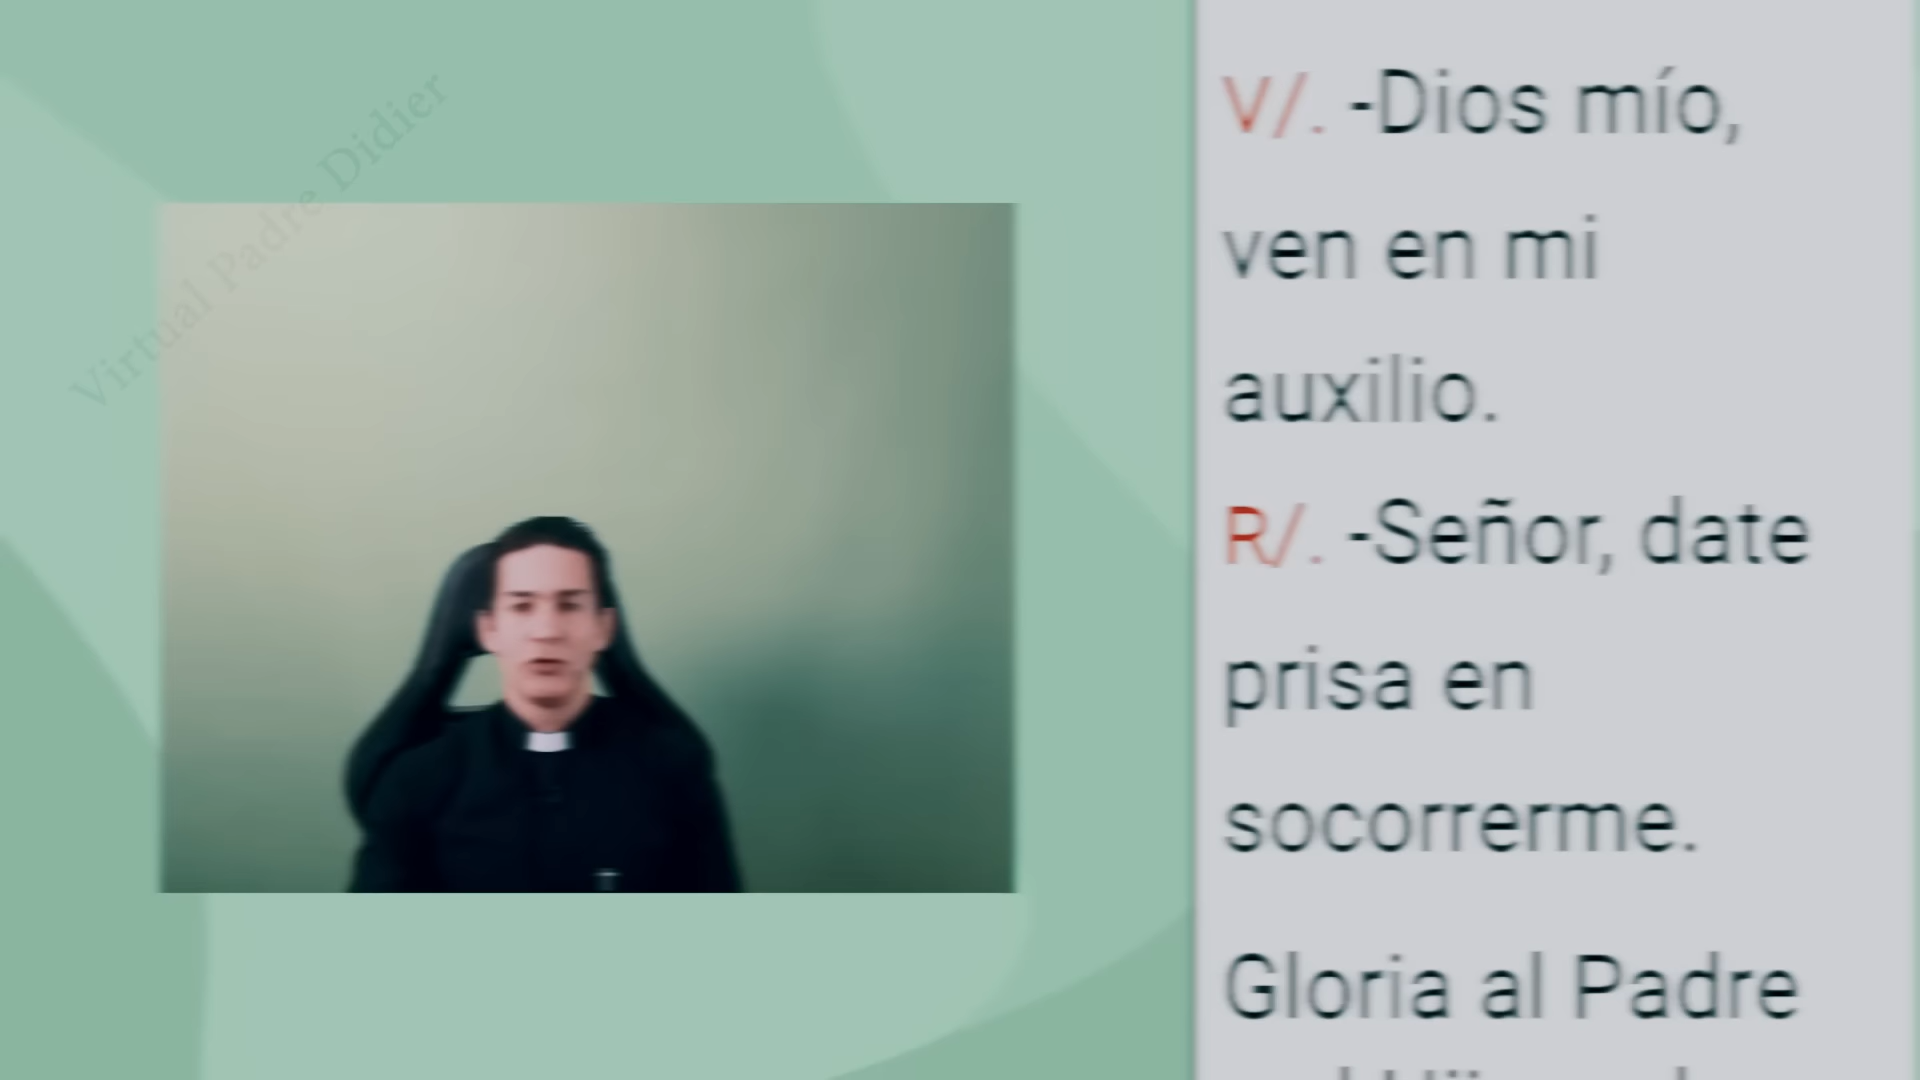 Virtual Padre Didier
V/. -Dios mío,
ven en mi
auxilio.
R/. -Señor, date
prisa en
socorrerme.
Gloria al Padre